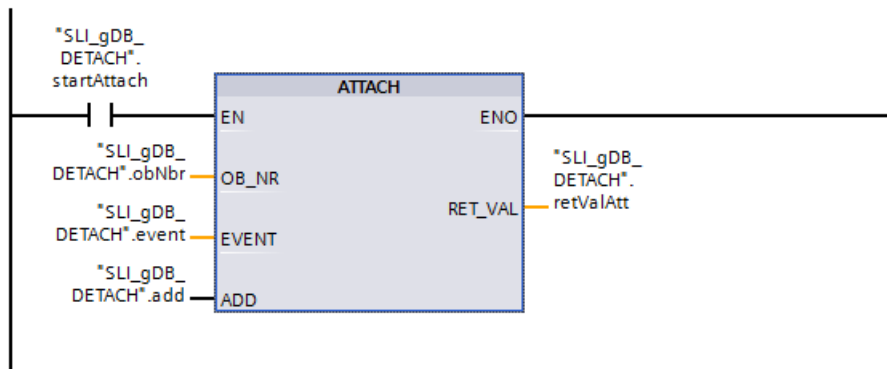 "SLI_gDB_
DETACH".
startAttach
ATTACH
EN
ENO
"SLI_gDB_
DETACH".obNbr
OB_NR
"SLI_gDB_
DETACH".
retValAtt
RET_VAL
"SLI_gDB_
DETACH".event
EVENT
"SLI_gDB_
DETACH".add
ADD